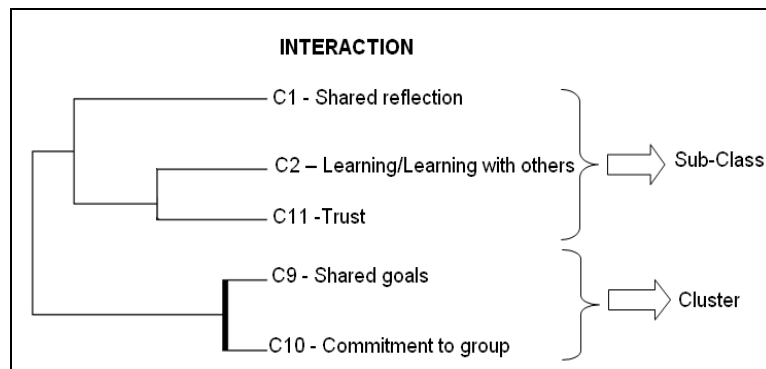 INTERACTION
C1 - Shared reflection
C2 – Learning/Learning with others
Sub-Class
C11 -Trust
C9 - Shared goals
Cluster
C10 - Commitment to group